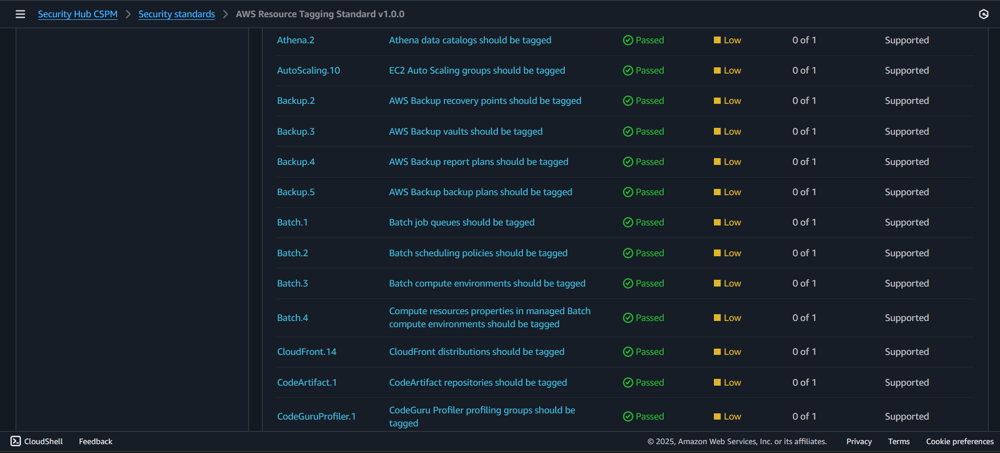 Security Hub CSPM > Security standards > AWS Resource Tagging Standard v1.0.0
Athena.2 Athena data catalogs should be tagged Passed Low 0 of 1 Supported
AutoScaling.10 EC2 Auto Scaling groups should be tagged Passed Low 0 of 1 Supported
Backup.2 AWS Backup recovery points should be tagged Passed Low 0 of 1 Supported
Backup.3 AWS Backup vaults should be tagged Passed Low 0 of 1 Supported
Backup.4 AWS Backup report plans should be tagged Passed Low 0 of 1 Supported
Backup.5 AWS Backup backup plans should be tagged Passed Low 0 of 1 Supported
Batch.1 Batch job queues should be tagged Passed Low 0 of 1 Supported
Batch.2 Batch scheduling policies should be tagged Passed Low 0 of 1 Supported
Batch.3 Batch compute environments should be tagged Passed Low 0 of 1 Supported
Batch.4 Compute resources properties in managed Batch
compute environments should be tagged Passed Low 0 of 1 Supported
CloudFront.14 CloudFront distributions should be tagged Passed Low 0 of 1 Supported
CodeArtifact.1 CodeArtifact repositories should be tagged Passed Low 0 of 1 Supported
CodeGuruProfiler.1 CodeGuru Profiler profiling groups should be
tagged Passed Low 0 of 1 Supported
CloudShell Feedback © 2025, Amazon Web Services, Inc. or its affiliates. Privacy Terms Cookie preferences